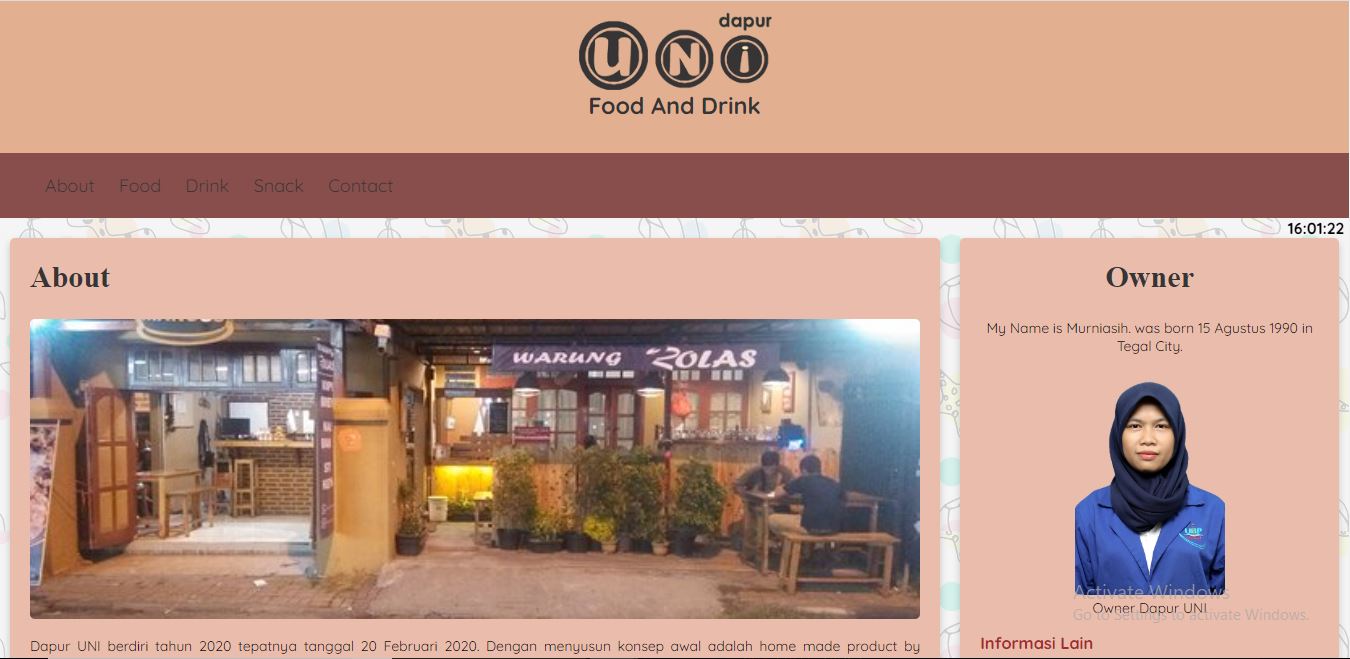 dapur
UNi
Food And Drink
About Food Drink Snack Contact
16:01:22
About
WARUNG ROLAS
Dapur UNI berdiri tahun 2020 tepatnya tanggal 20 Februari 2020. Dengan menyusun konsep awal adalah home made product by
Owner
My Name is Murniasih. was born 15 Agustus 1990 in
Tegal City.
UBP
Owner Dapur UNI
Activate Windows
Go to Settings to activate Windows.
Informasi Lain